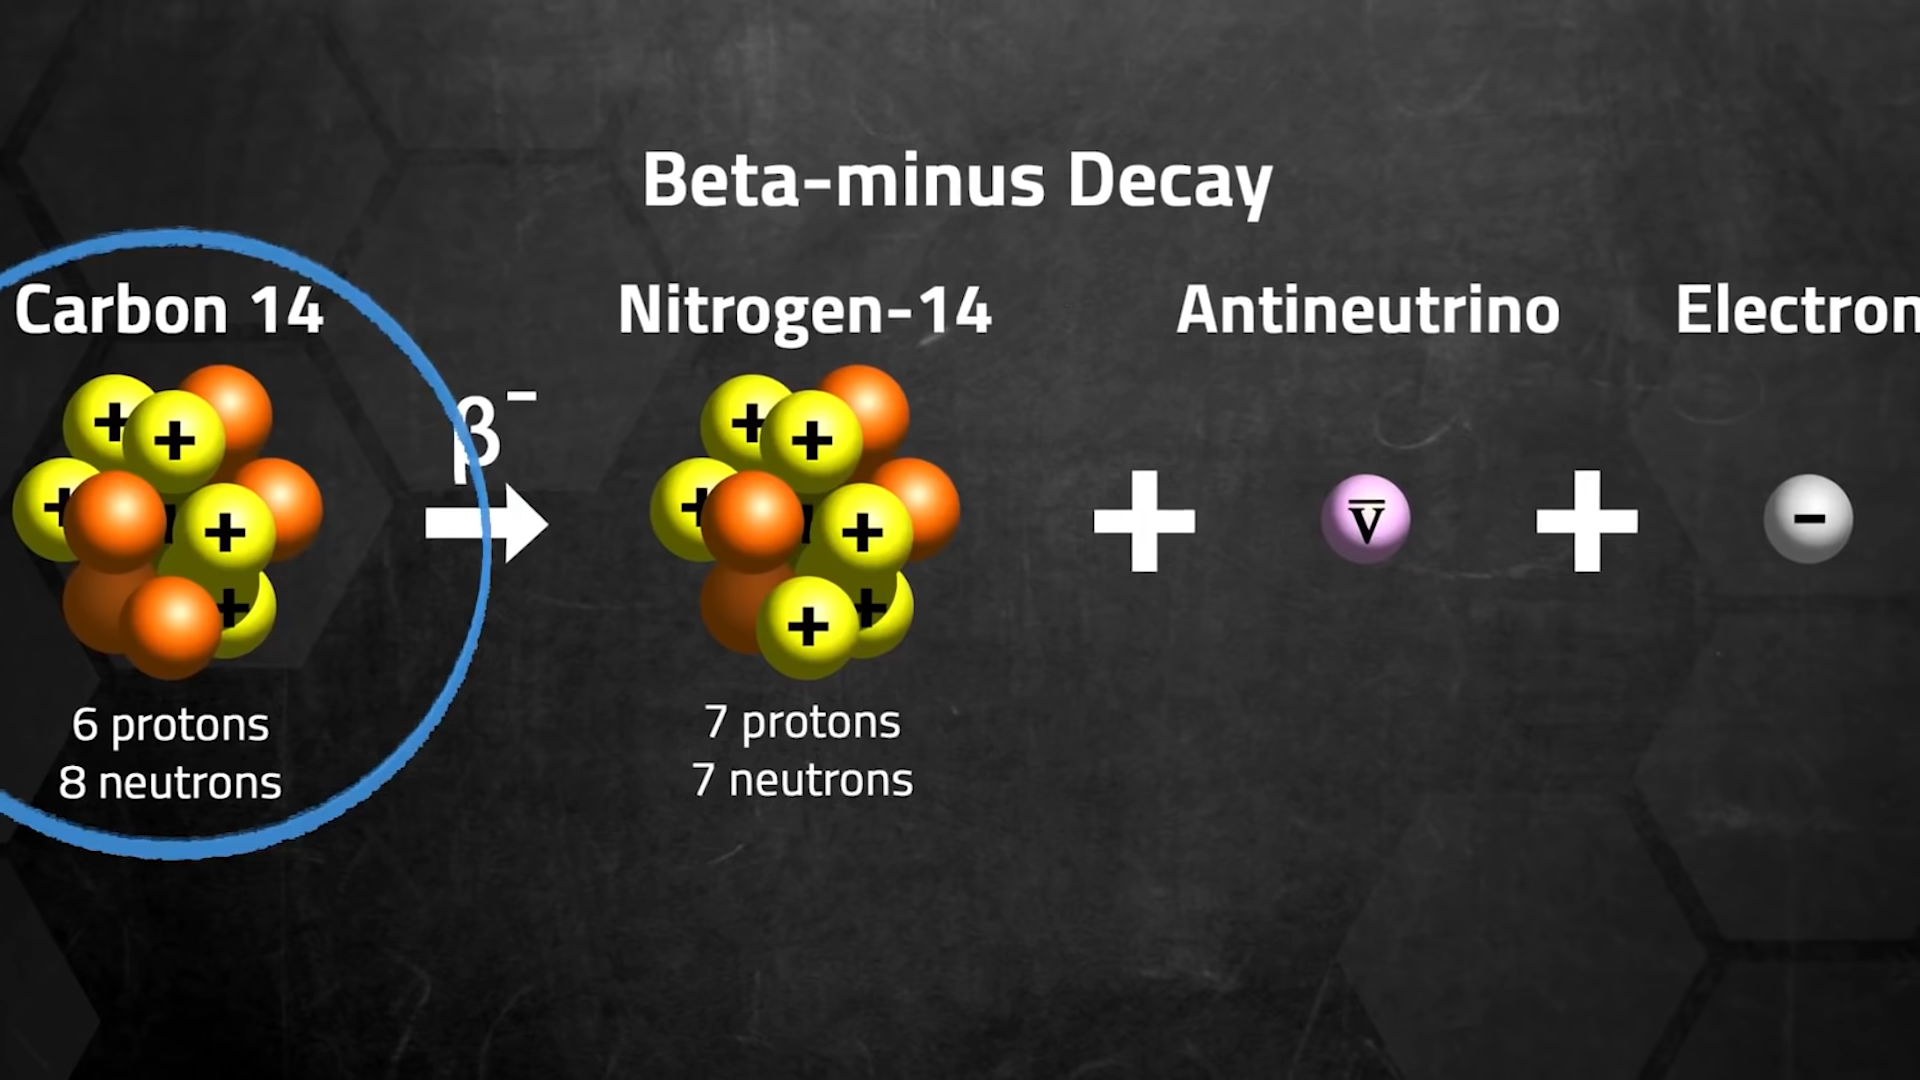 Beta-minus Decay
Carbon 14
Nitrogen-14
Antineutrino
Electron
β⁻
+ + + + +
+ + + + + +
+
ν̅
+
-
6 protons
8 neutrons
7 protons
7 neutrons